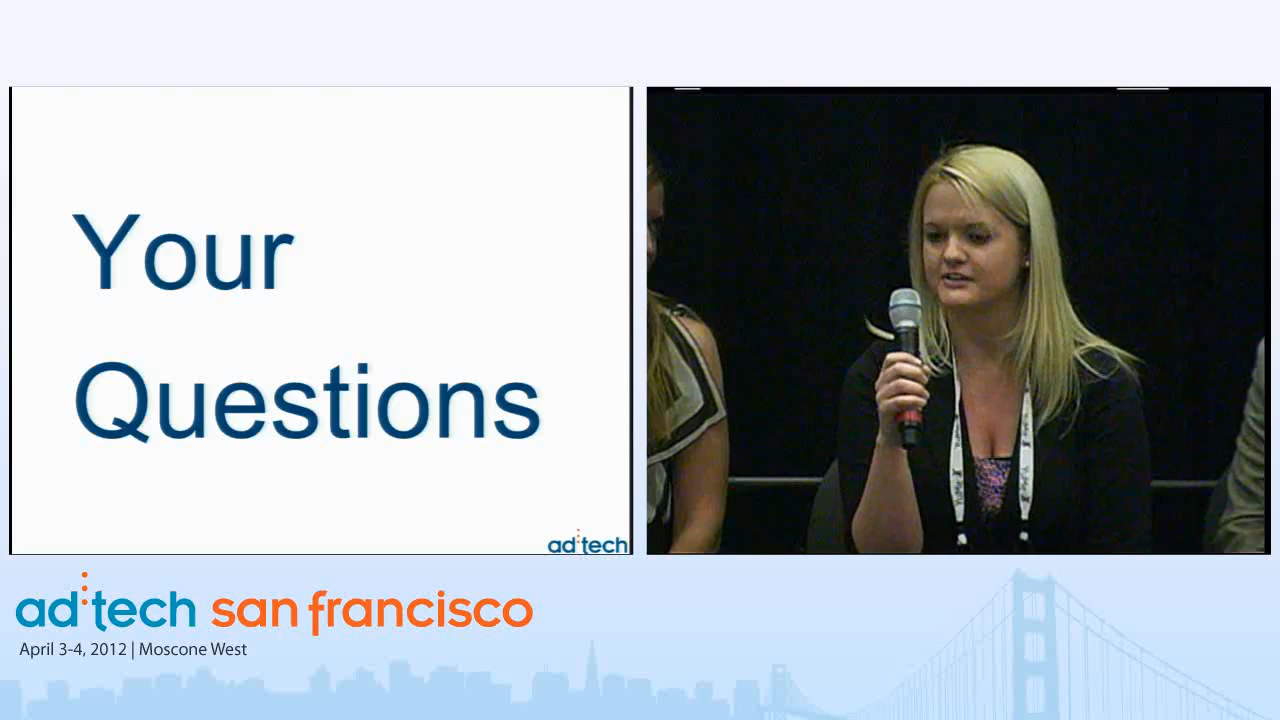 Your
Questions
ad:tech
ad:tech san francisco
April 3-4, 2012 | Moscone West